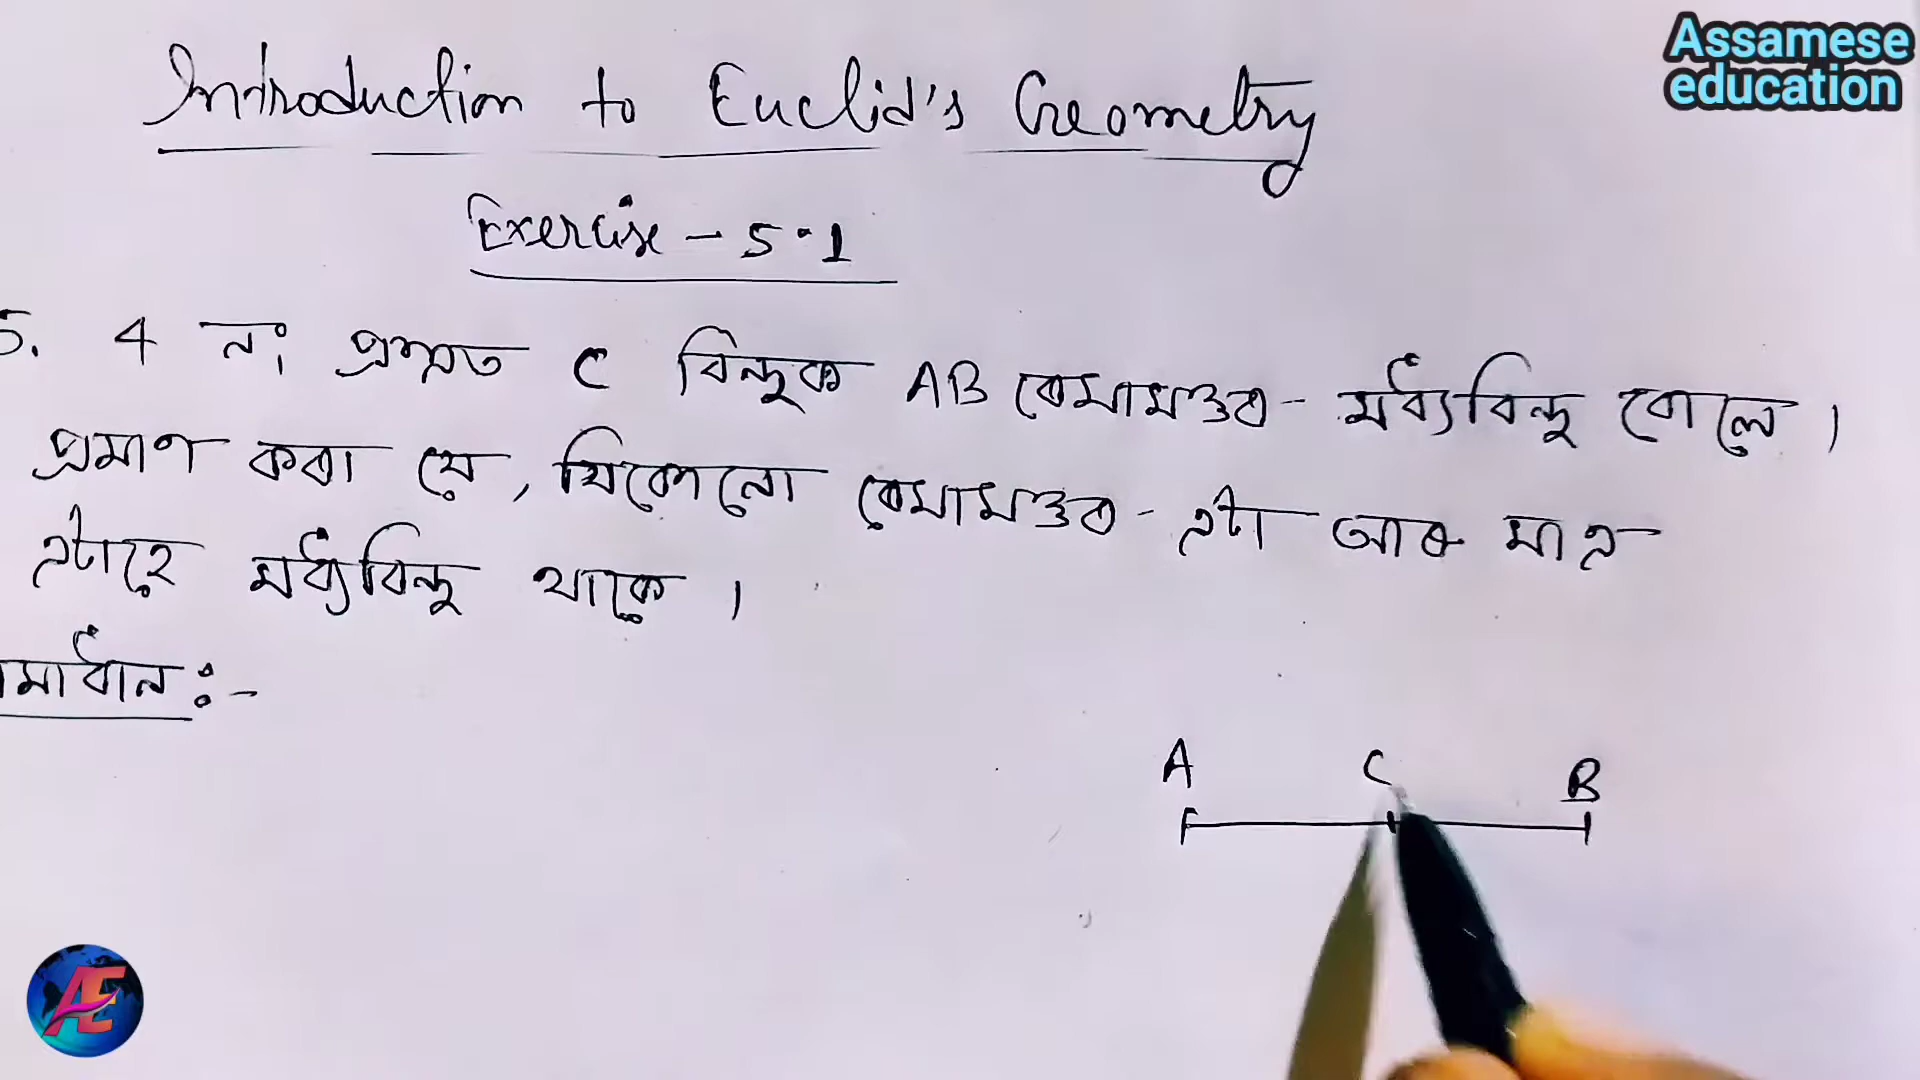 Assamese
education
Introduction to Euclid's Geometry
Exercise - 5.1
5. 4 নং প্ৰশ্নত C বিন্দুক AB ৰেখাখণ্ডৰ মধ্যবিন্দু বোলে।
প্ৰমাণ কৰা যে, যিকোনো ৰেখাখণ্ডৰ এটা আৰু মাত্ৰ
এটাহে মধ্যবিন্দু থাকে।
সমাধান:-
A C B
AE